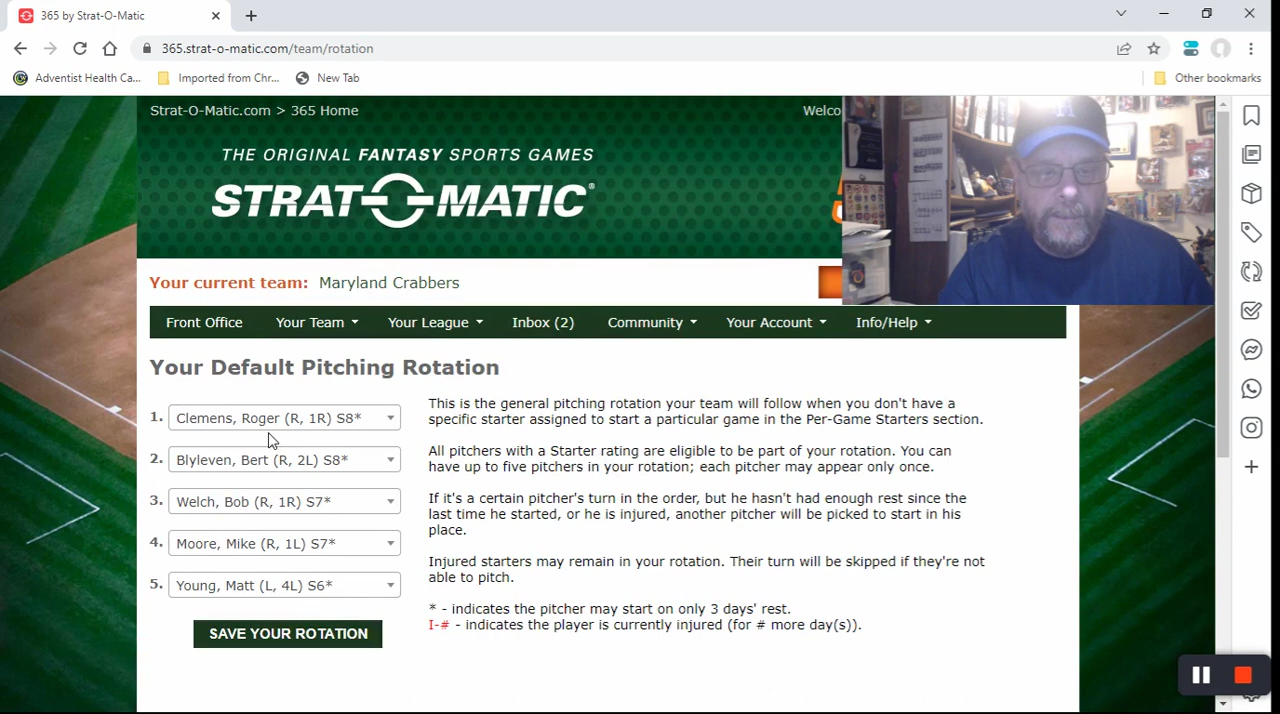 365 by Strat-O-Matic
365.strat-o-matic.com/team/rotation
Adventist Health Ca... Imported from Chr... New Tab Other bookmarks
Strat-O-Matic.com > 365 Home Welco
THE ORIGINAL FANTASY SPORTS GAMES
STRAT-O-MATIC®
Your current team: Maryland Crabbers
Front Office Your Team Your League Inbox (2) Community Your Account Info/Help
Your Default Pitching Rotation
1. Clemens, Roger (R, 1R) S8*
2. Blyleven, Bert (R, 2L) S8*
3. Welch, Bob (R, 1R) S7*
4. Moore, Mike (R, 1L) S7*
5. Young, Matt (L, 4L) S6*
SAVE YOUR ROTATION
This is the general pitching rotation your team will follow when you don't have a
specific starter assigned to start a particular game in the Per-Game Starters section.
All pitchers with a Starter rating are eligible to be part of your rotation. You can
have up to five pitchers in your rotation; each pitcher may appear only once.
If it's a certain pitcher's turn in the order, but he hasn't had enough rest since the
last time he started, or he is injured, another pitcher will be picked to start in his
place.
Injured starters may remain in your rotation. Their turn will be skipped if they're not
able to pitch.
* - indicates the pitcher may start on only 3 days' rest.
I-# - indicates the player is currently injured (for # more day(s)).